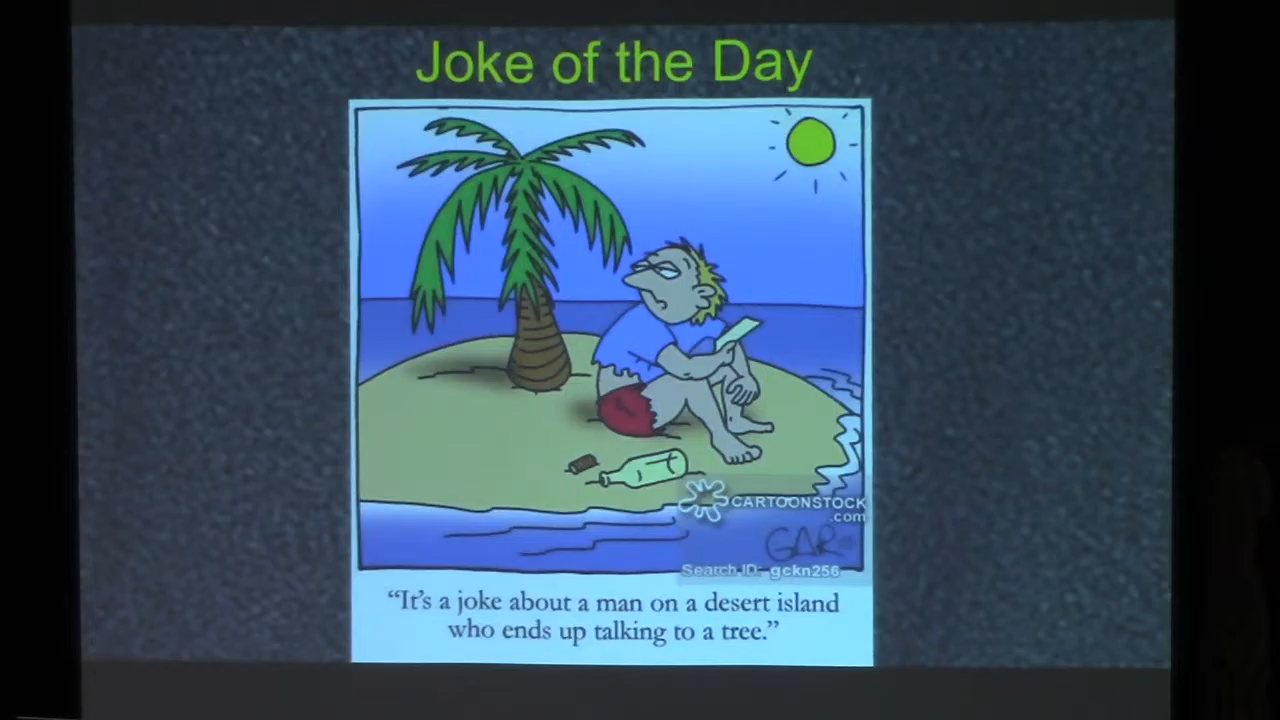 Joke of the Day
CARTOONSTOCK
.com
GAR
Search ID: gckn256
"It's a joke about a man on a desert island
who ends up talking to a tree."